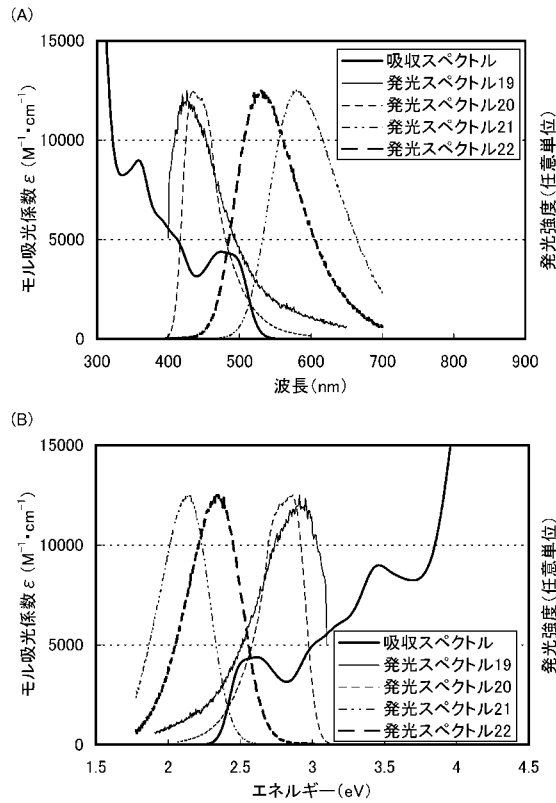 (A)
15000
10000
5000
0
モル吸光係数 ε (M⁻¹・cm⁻¹)
発光強度(任意単位)
吸収スペクトル
発光スペクトル19
発光スペクトル20
発光スペクトル21
発光スペクトル22
300 400 500 600 700 800 900
波長(nm)
(B)
15000
10000
5000
0
モル吸光係数 ε (M⁻¹・cm⁻¹)
発光強度(任意単位)
吸収スペクトル
発光スペクトル19
発光スペクトル20
発光スペクトル21
発光スペクトル22
1.5 2 2.5 3 3.5 4 4.5
エネルギー(eV)